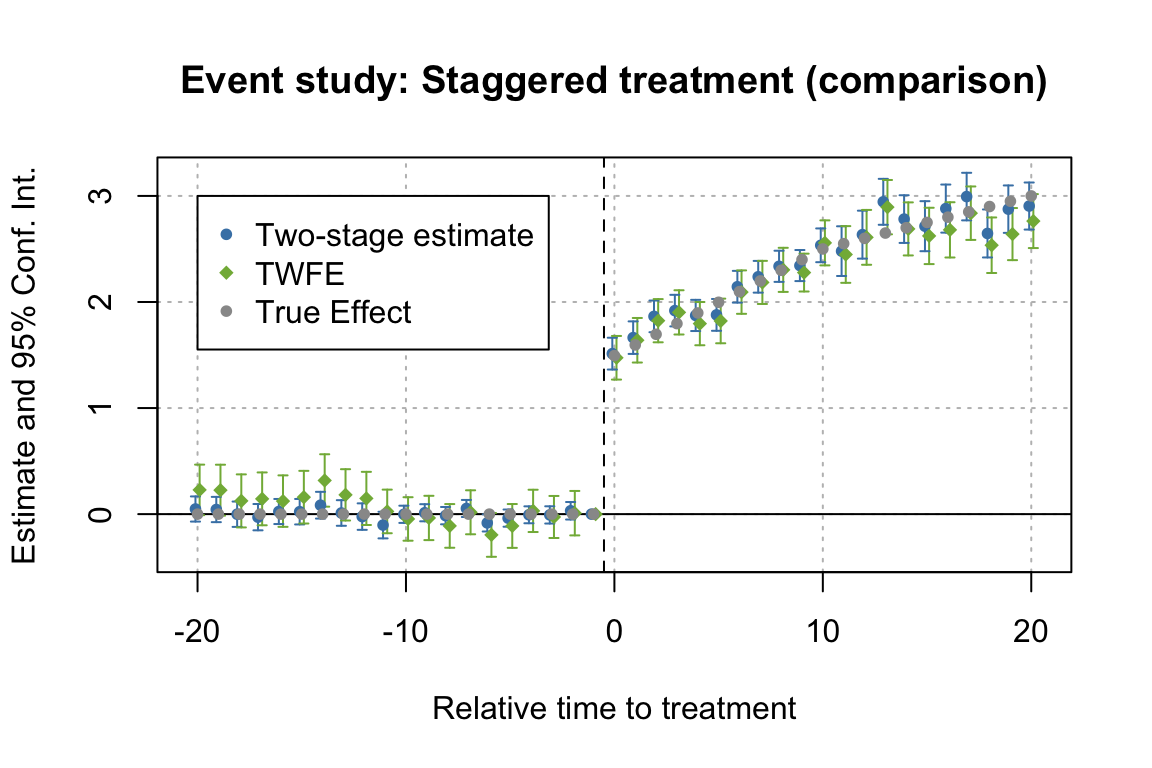 Event study: Staggered treatment (comparison)
Estimate and 95% Conf. Int.
3
2
1
0
Two-stage estimate
TWFE
True Effect
-20 -10 0 10 20
Relative time to treatment